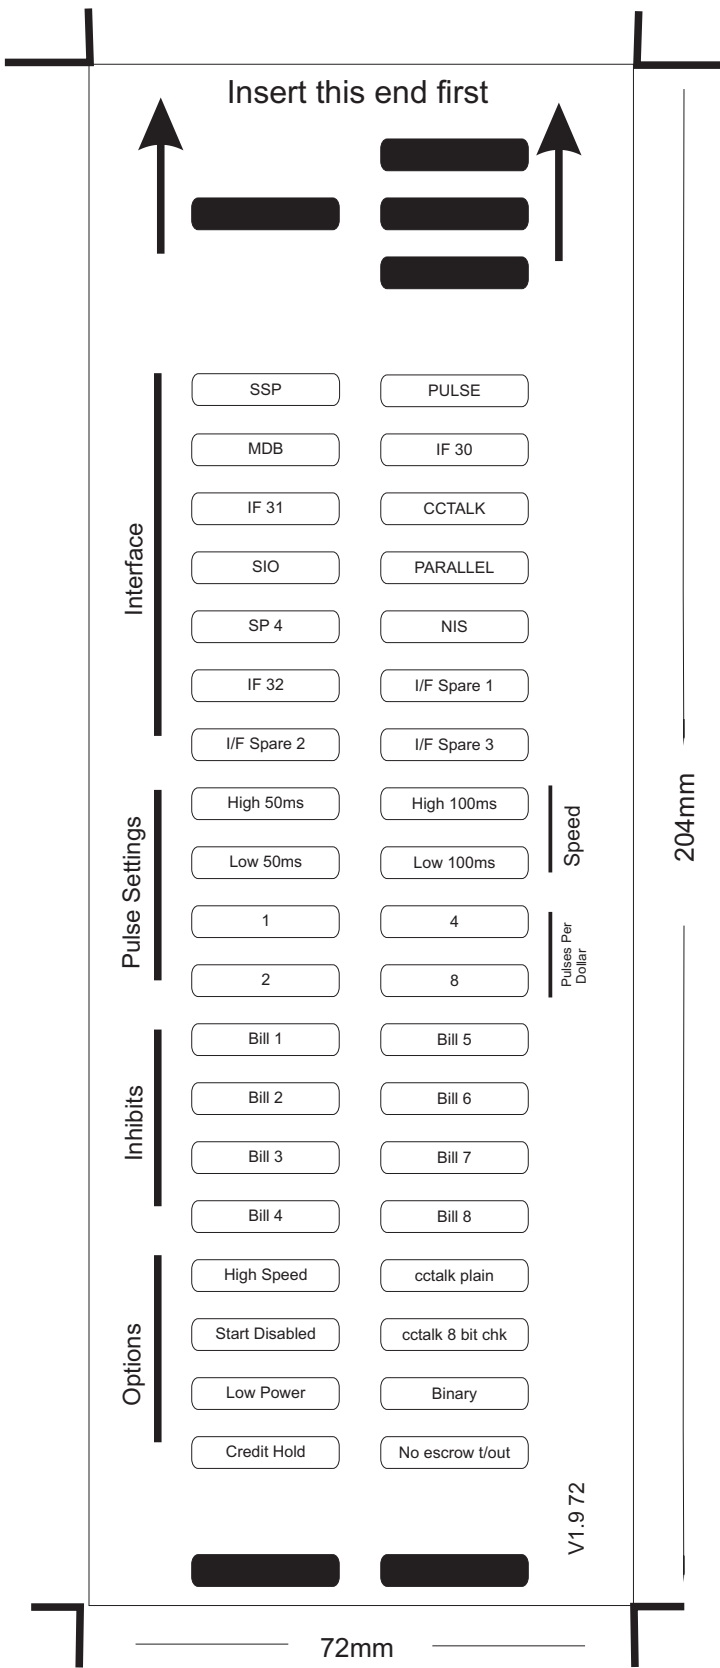 Insert this end first
Interface
SSP PULSE
MDB IF 30
IF 31 CCTALK
SIO PARALLEL
SP 4 NIS
IF 32 I/F Spare 1
I/F Spare 2 I/F Spare 3
Pulse Settings
High 50ms High 100ms
Low 50ms Low 100ms
Speed
1 4
2 8
Pulses Per
Dollar
Inhibits
Bill 1 Bill 5
Bill 2 Bill 6
Bill 3 Bill 7
Bill 4 Bill 8
Options
High Speed cctalk plain
Start Disabled cctalk 8 bit chk
Low Power Binary
Credit Hold No escrow t/out
V1.9 72
204mm
72mm